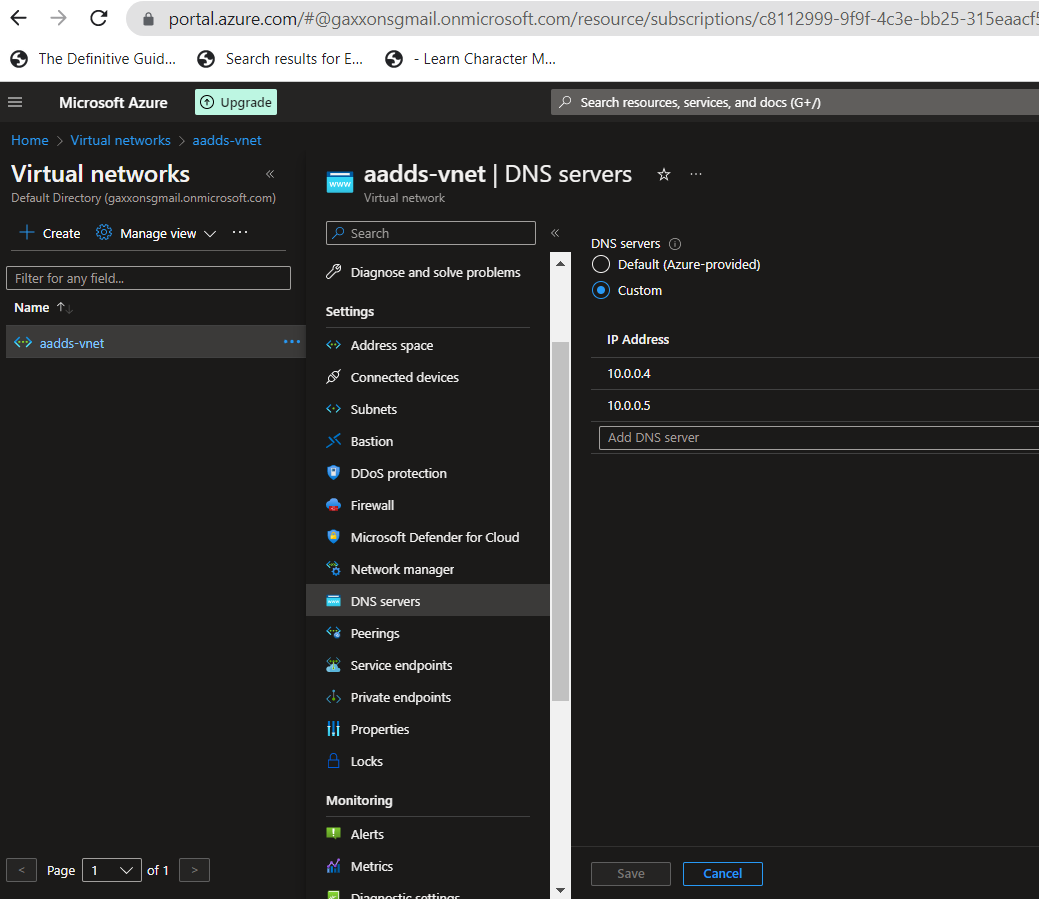 portal.azure.com/#@gaxxonsgmail.onmicrosoft.com/resource/subscriptions/c8112999-9f9f-4c3e-bb25-315eaacf5
The Definitive Guid... Search results for E... - Learn Character M...
Microsoft Azure Upgrade Search resources, services, and docs (G+/)
Home > Virtual networks > aadds-vnet
Virtual networks «
Default Directory (gaxxonsgmail.onmicrosoft.com)
+ Create Manage view ...
Filter for any field...
Name ↑↓
aadds-vnet ...
< Page 1 of 1 >
www aadds-vnet | DNS servers ☆ ...
Virtual network
Search «
Diagnose and solve problems
Settings
Address space
Connected devices
Subnets
Bastion
DDoS protection
Firewall
Microsoft Defender for Cloud
Network manager
DNS servers
Peerings
Service endpoints
Private endpoints
Properties
Locks
Monitoring
Alerts
Metrics
Diagnostic settings
DNS servers
Default (Azure-provided)
Custom
IP Address
10.0.0.4
10.0.0.5
Add DNS server
Save Cancel